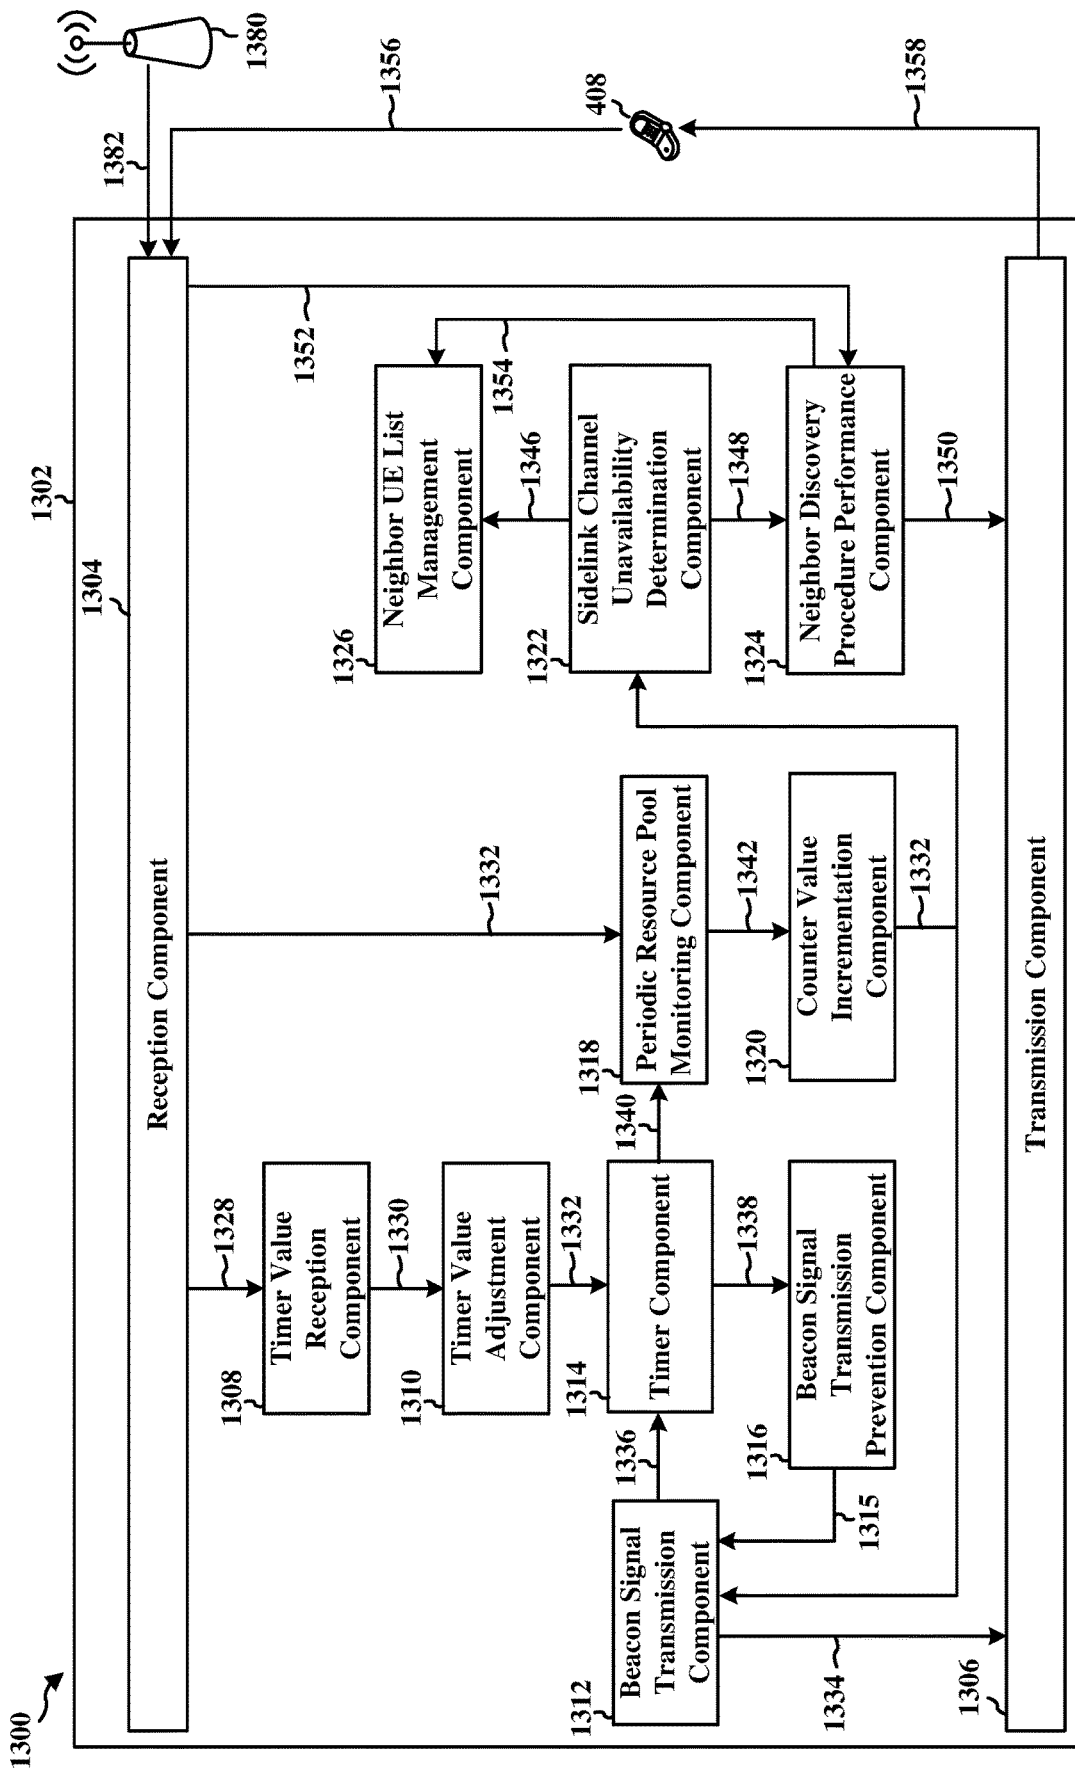 1300
1302
1304
Reception Component
1382
1380
1356
408
1358
1328
1308
Timer Value
Reception
Component
1330
1310
Timer Value
Adjustment
Component
1332
1314
Timer Component
1336
1340
1338
1312
Beacon Signal
Transmission
Component
1316
Beacon Signal
Transmission
Prevention Component
1315
1334
1332
1318
Periodic Resource Pool
Monitoring Component
1342
1320
Counter Value
Incrementation
Component
1332
1352
1354
1326
Neighbor UE List
Management
Component
1346
1322
Sidelink Channel
Unavailability
Determination
Component
1348
1324
Neighbor Discovery
Procedure Performance
Component
1350
1306
Transmission Component